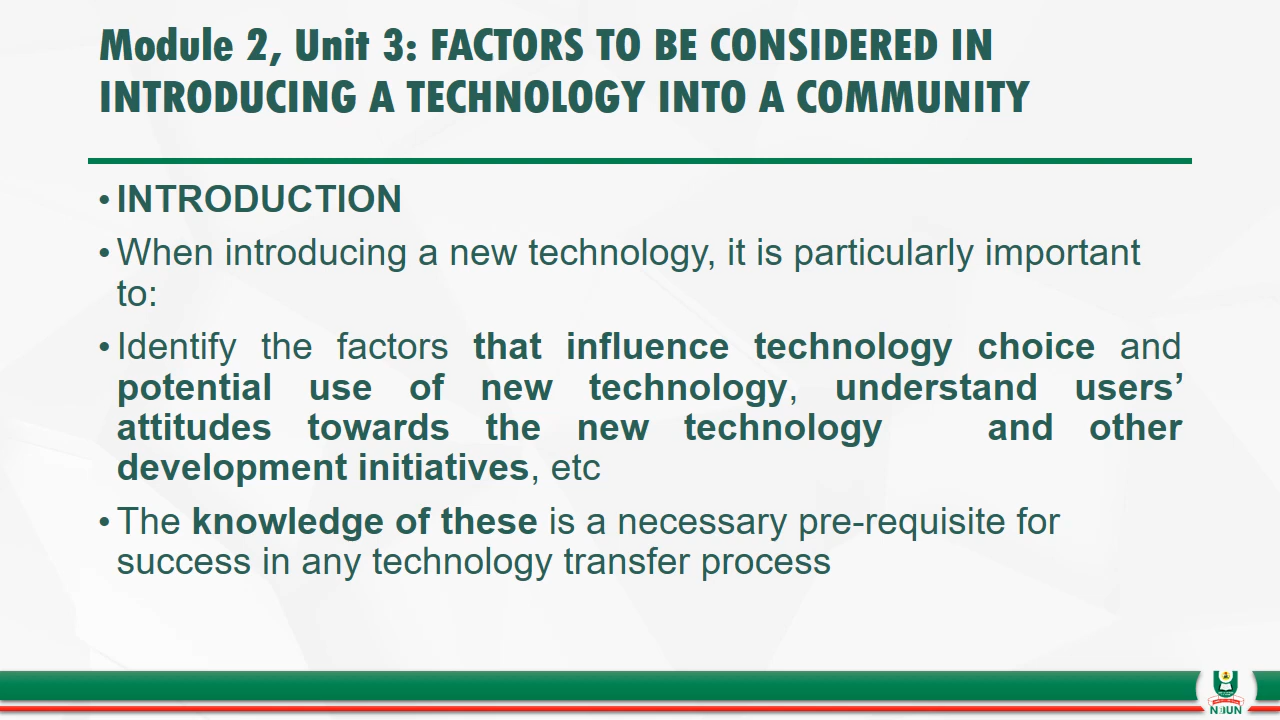 Module 2, Unit 3: FACTORS TO BE CONSIDERED IN
INTRODUCING A TECHNOLOGY INTO A COMMUNITY
• INTRODUCTION
• When introducing a new technology, it is particularly important
to:
• Identify the factors that influence technology choice and
potential use of new technology, understand users’
attitudes towards the new technology and other
development initiatives, etc
• The knowledge of these is a necessary pre-requisite for
success in any technology transfer process
NOUN